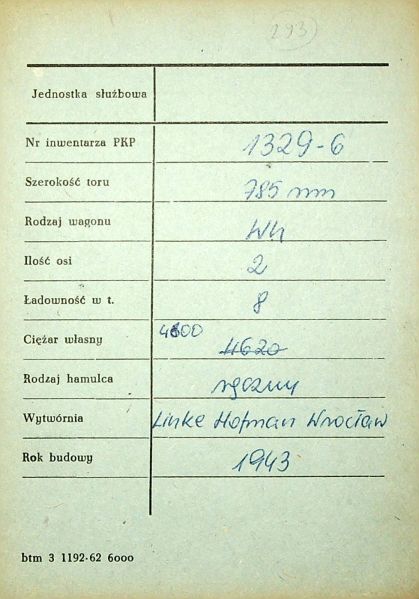 293)
Jednostka służbowa
Nr inwentarza PKP 1329-6
Szerokość toru 785 mm
Rodzaj wagonu Wh
Ilość osi 2
Ładowność w t. 8
Ciężar własny 4800 4620
Rodzaj hamulca ręczny
Wytwórnia Linke Hofman Wrocław
Rok budowy 1943
btm 3 1192-62 6000